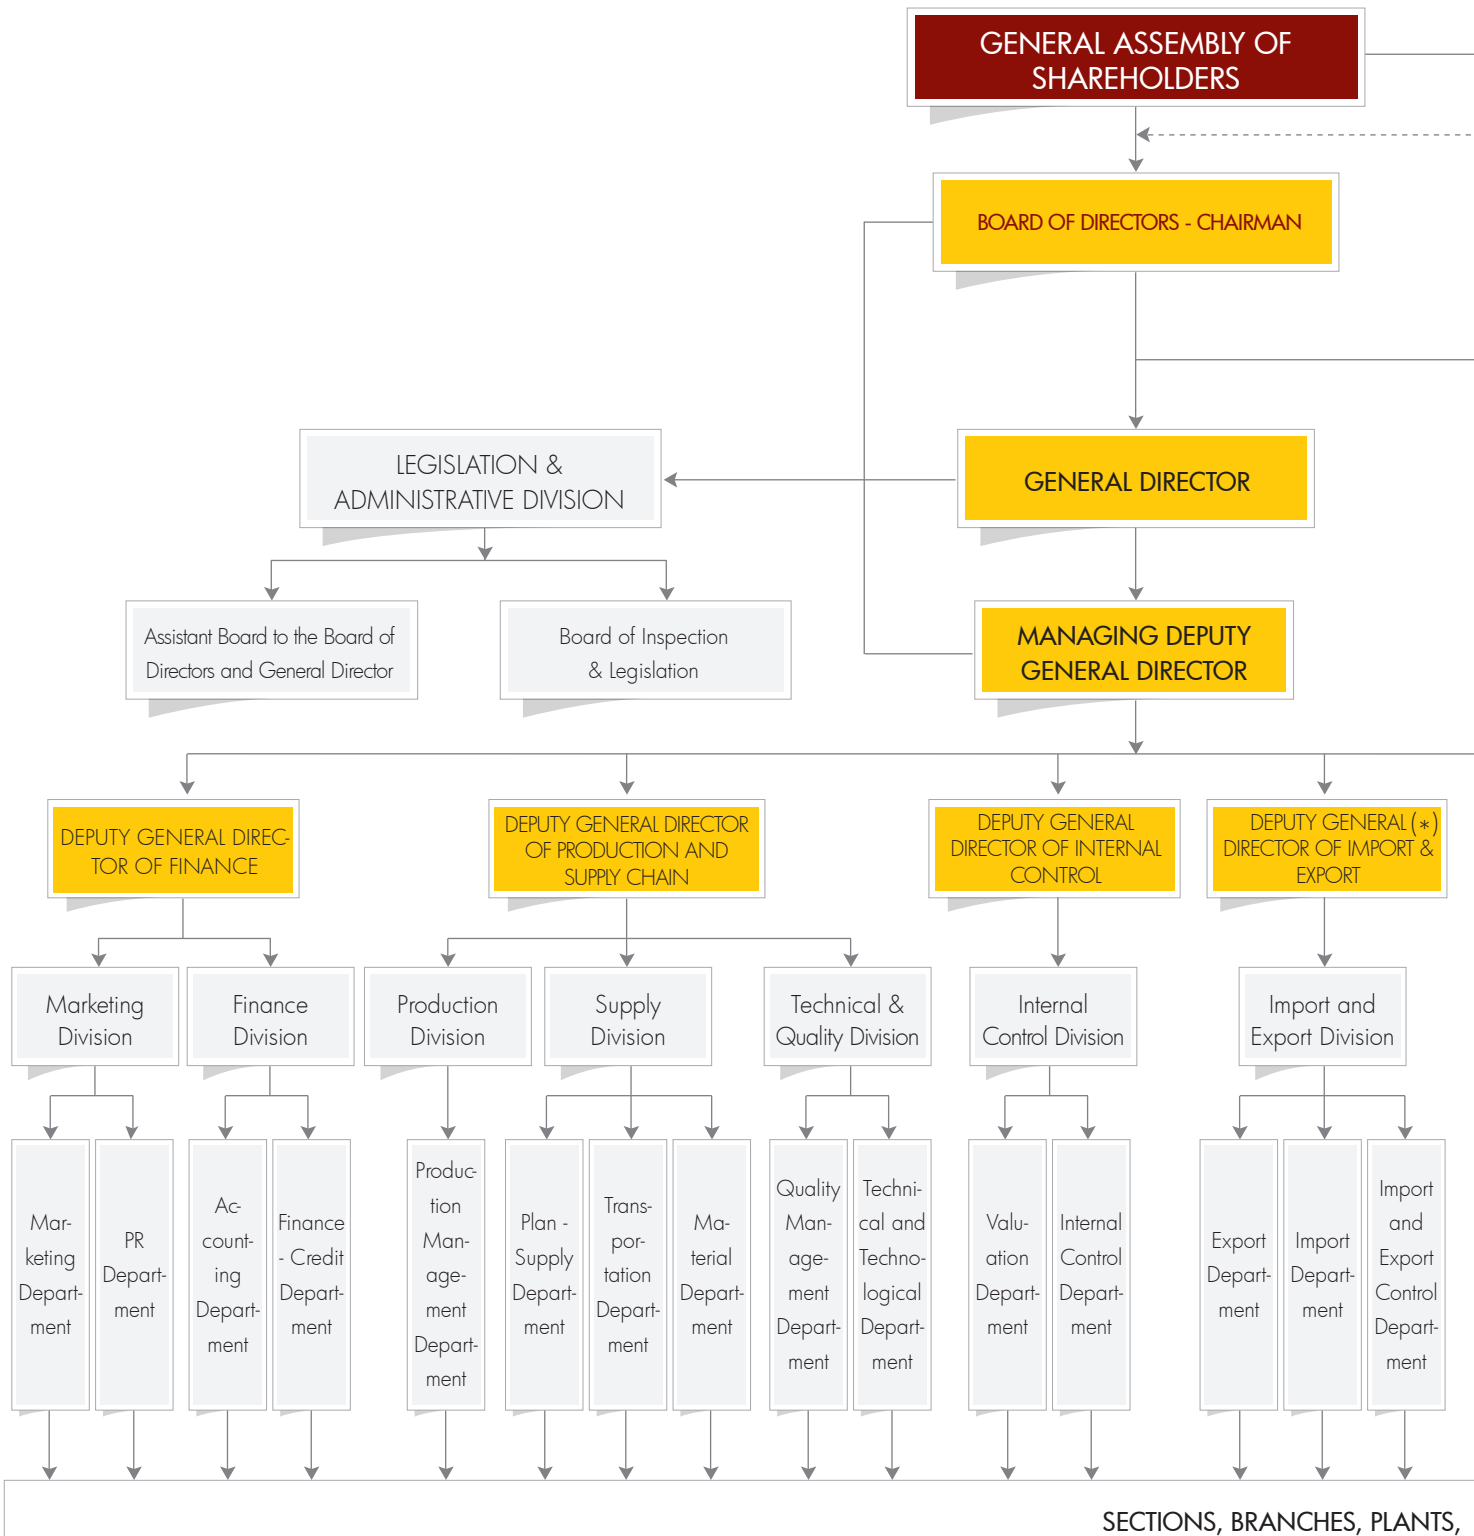 GENERAL ASSEMBLY OF
SHAREHOLDERS
BOARD OF DIRECTORS - CHAIRMAN
LEGISLATION &
ADMINISTRATIVE DIVISION
GENERAL DIRECTOR
Assistant Board to the Board of
Directors and General Director
Board of Inspection
& Legislation
MANAGING DEPUTY
GENERAL DIRECTOR
DEPUTY GENERAL DIREC-
TOR OF FINANCE
DEPUTY GENERAL DIRECTOR
OF PRODUCTION AND
SUPPLY CHAIN
DEPUTY GENERAL
DIRECTOR OF INTERNAL
CONTROL
DEPUTY GENERAL (*)
DIRECTOR OF IMPORT &
EXPORT
Marketing
Division
Finance
Division
Production
Division
Supply
Division
Technical &
Quality Division
Internal
Control Division
Import and
Export Division
Mar-
keting
Depart-
ment
PR
Depart-
ment
Ac-
count-
ing
Depart-
ment
Finance
- Credit
Depart-
ment
Produc-
tion
Man-
age-
ment
Depart-
ment
Plan -
Supply
Depart-
ment
Trans-
por-
tation
Depart-
ment
Ma-
terial
Depart-
ment
Quality
Man-
age-
ment
Depart-
ment
Techni-
cal and
Techno-
logical
Depart-
ment
Valu-
ation
Depart-
ment
Internal
Control
Depart-
ment
Export
Depart-
ment
Import
Depart-
ment
Import
and
Export
Control
Depart-
ment
SECTIONS, BRANCHES, PLANTS,